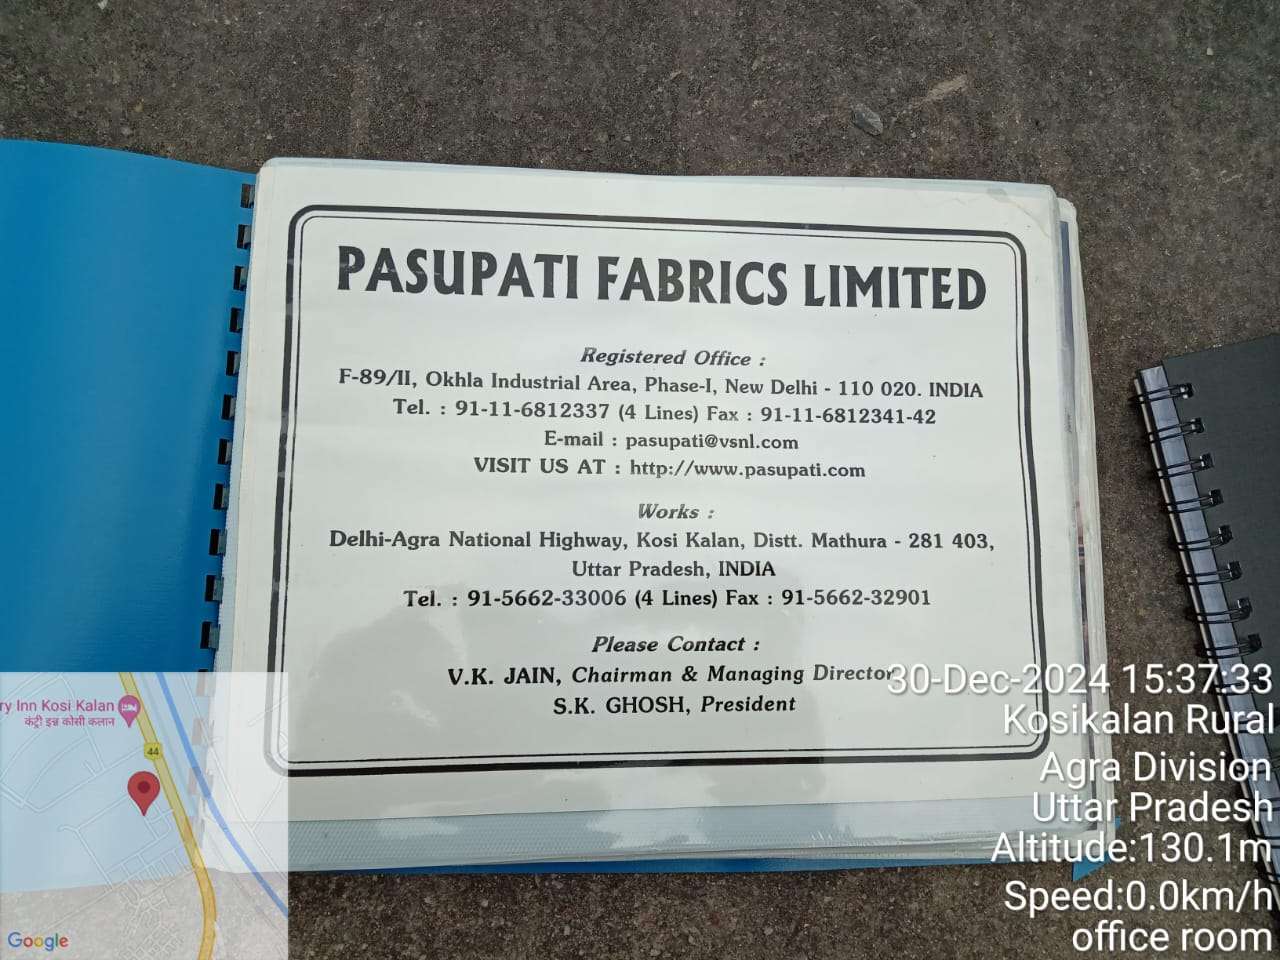 PASUPATI FABRICS LIMITED
Registered Office :
F-89/II, Okhla Industrial Area, Phase-I, New Delhi - 110 020. INDIA
Tel. : 91-11-6812337 (4 Lines) Fax : 91-11-6812341-42
E-mail : pasupati@vsnl.com
VISIT US AT : http://www.pasupati.com
Works :
Delhi-Agra National Highway, Kosi Kalan, Distt. Mathura - 281 403,
Uttar Pradesh, INDIA
Tel. : 91-5662-33006 (4 Lines) Fax : 91-5662-32901
Please Contact :
V.K. JAIN, Chairman & Managing Director
S.K. GHOSH, President
30-Dec-2024 15:37:33
Kosikalan Rural
Agra Division
Uttar Pradesh
Altitude:130.1m
Speed:0.0km/h
office room
ry Inn Kosi Kalan
कंट्री इन्न कोसी कलान
44
Google